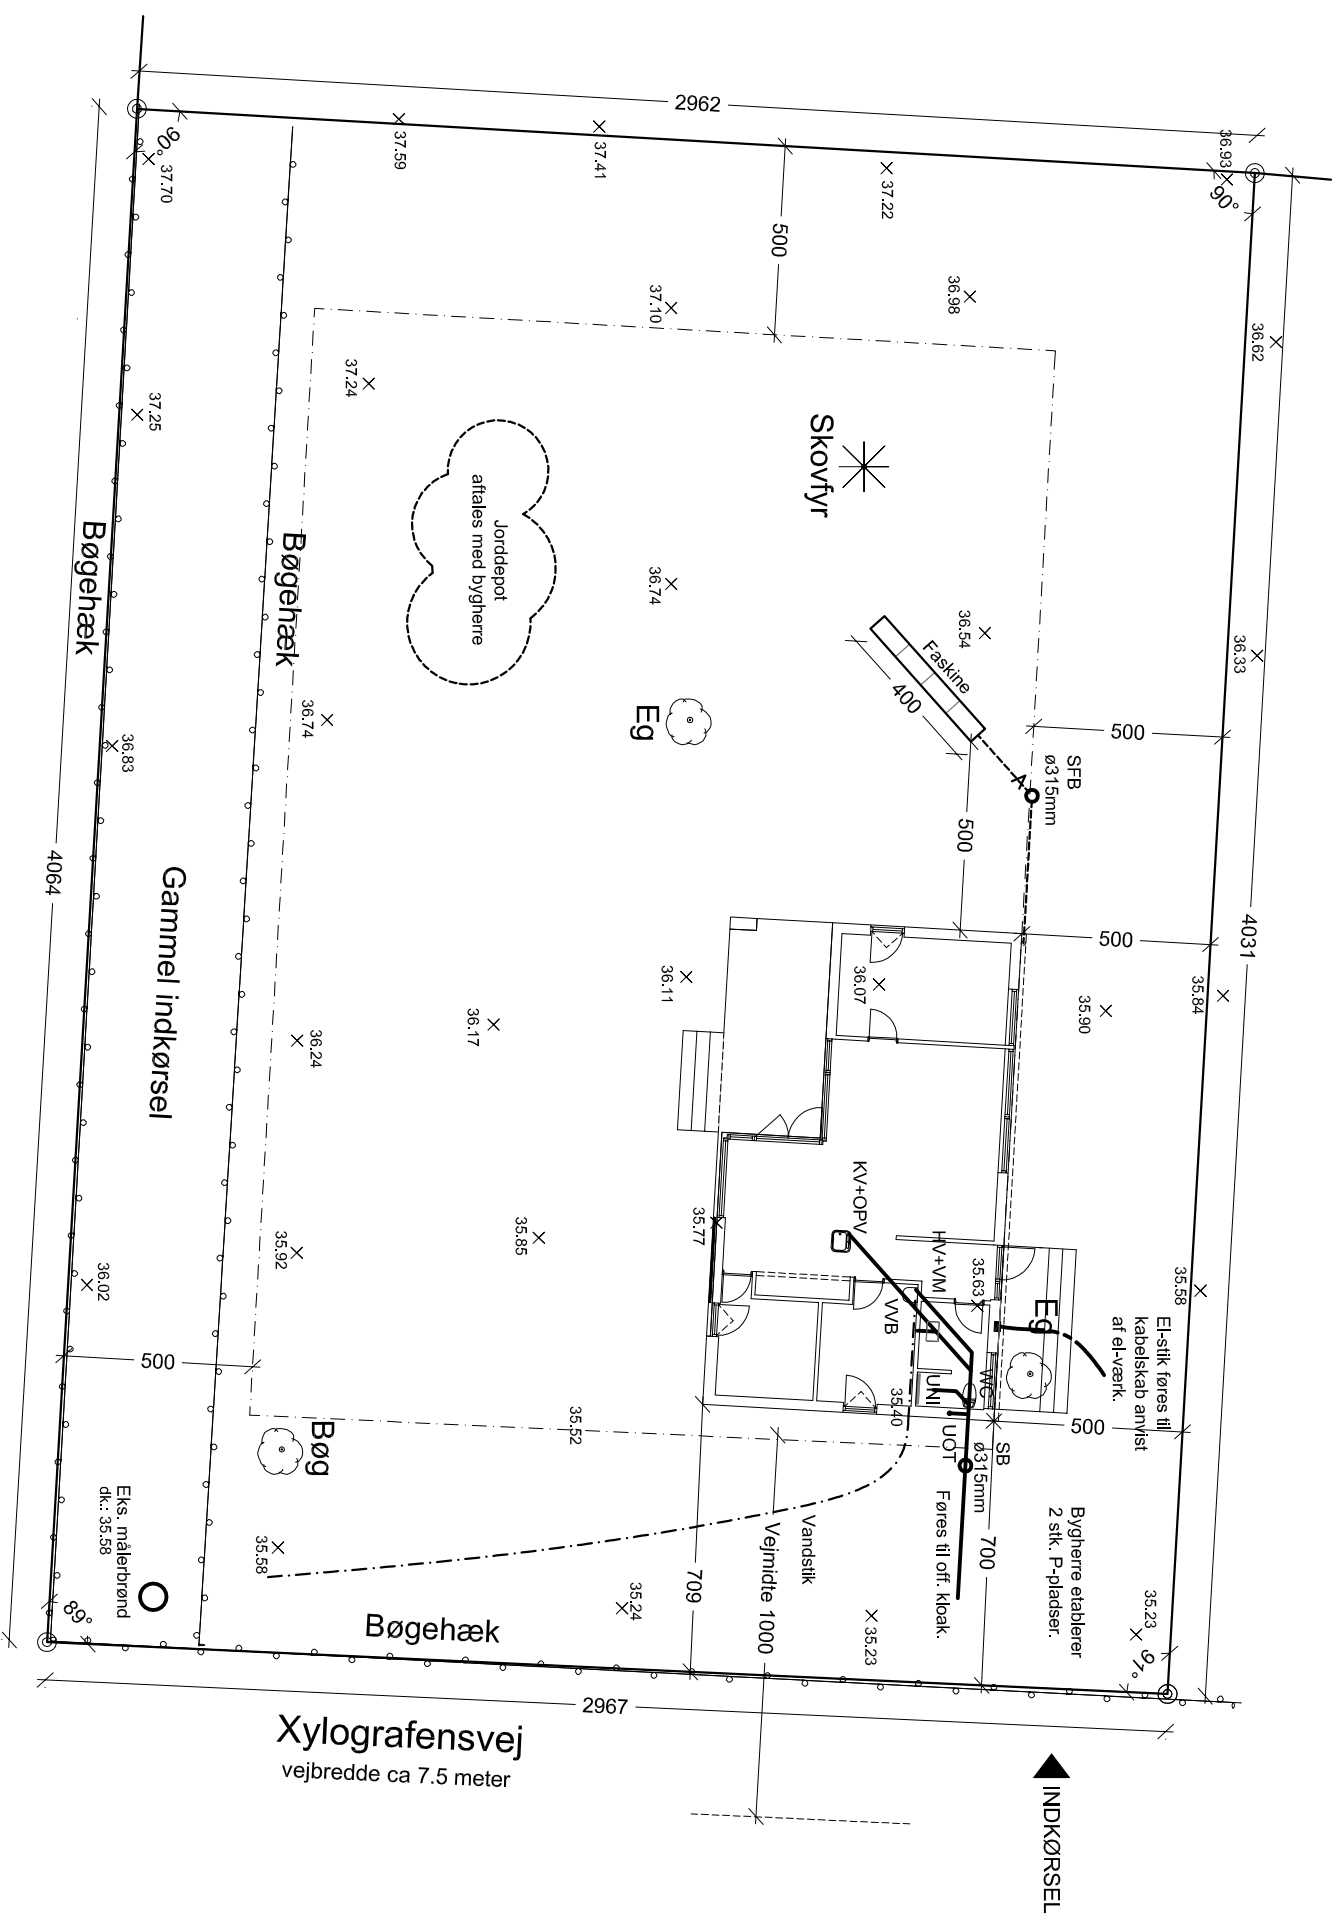 2962
90°
37.70
37.59
37.41
37.22
36.93
90°
500
36.98
37.10
36.62
37.24
37.25
Skovfyr
Jorddepot
aftales med bygherre
Bøgehæk
Bøgehæk
36.74
36.54
36.33
Faskine
400
Eg
36.74
36.83
500
SFB
ø315mm
A
500
4064
4031
Gammel indkørsel
500
36.11
36.07
35.90
35.84
36.17
36.24
KV+OPV
HV+VM
35.77
35.85
35.92
36.02
35.63
35.58
Eg
El-stik føres til
kabelskab anvist
af el-værk.
VVB
WC
UNI
35.40
500
500
35.52
UOT
SB
ø315mm
Bøg
Føres til off. kloak.
Bygherre etablerer
2 stk. P-pladser.
Eks. målerbrønd
dk.: 35.58
35.58
Vandstik
Vejmidte 1000
700
709
35.24
35.23
35.23
91°
89°
Bøgehæk
2967
Xylografensvej
vejbredde ca 7.5 meter
INDKØRSEL